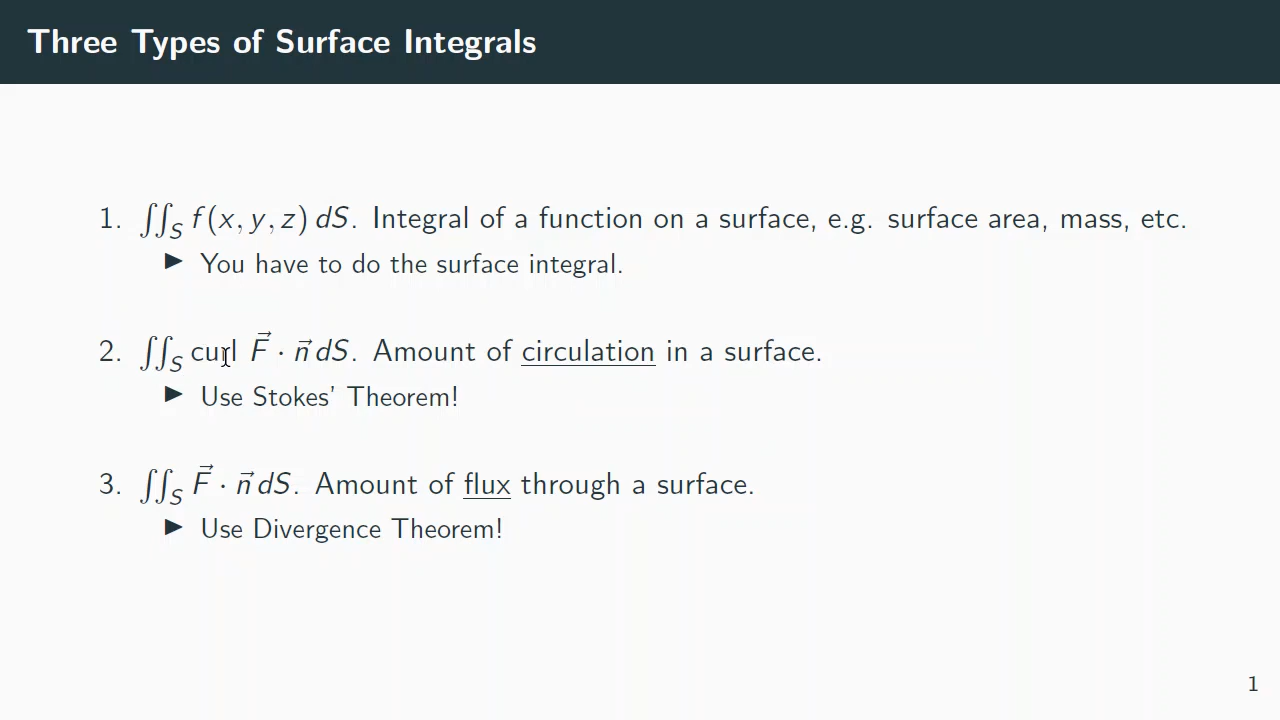 Three Types of Surface Integrals
1. ∬_S f(x, y, z) dS. Integral of a function on a surface, e.g. surface area, mass, etc.
▶ You have to do the surface integral.
2. ∬_S curl F⃗ · n⃗ dS. Amount of circulation in a surface.
▶ Use Stokes' Theorem!
3. ∬_S F⃗ · n⃗ dS. Amount of flux through a surface.
▶ Use Divergence Theorem!
1